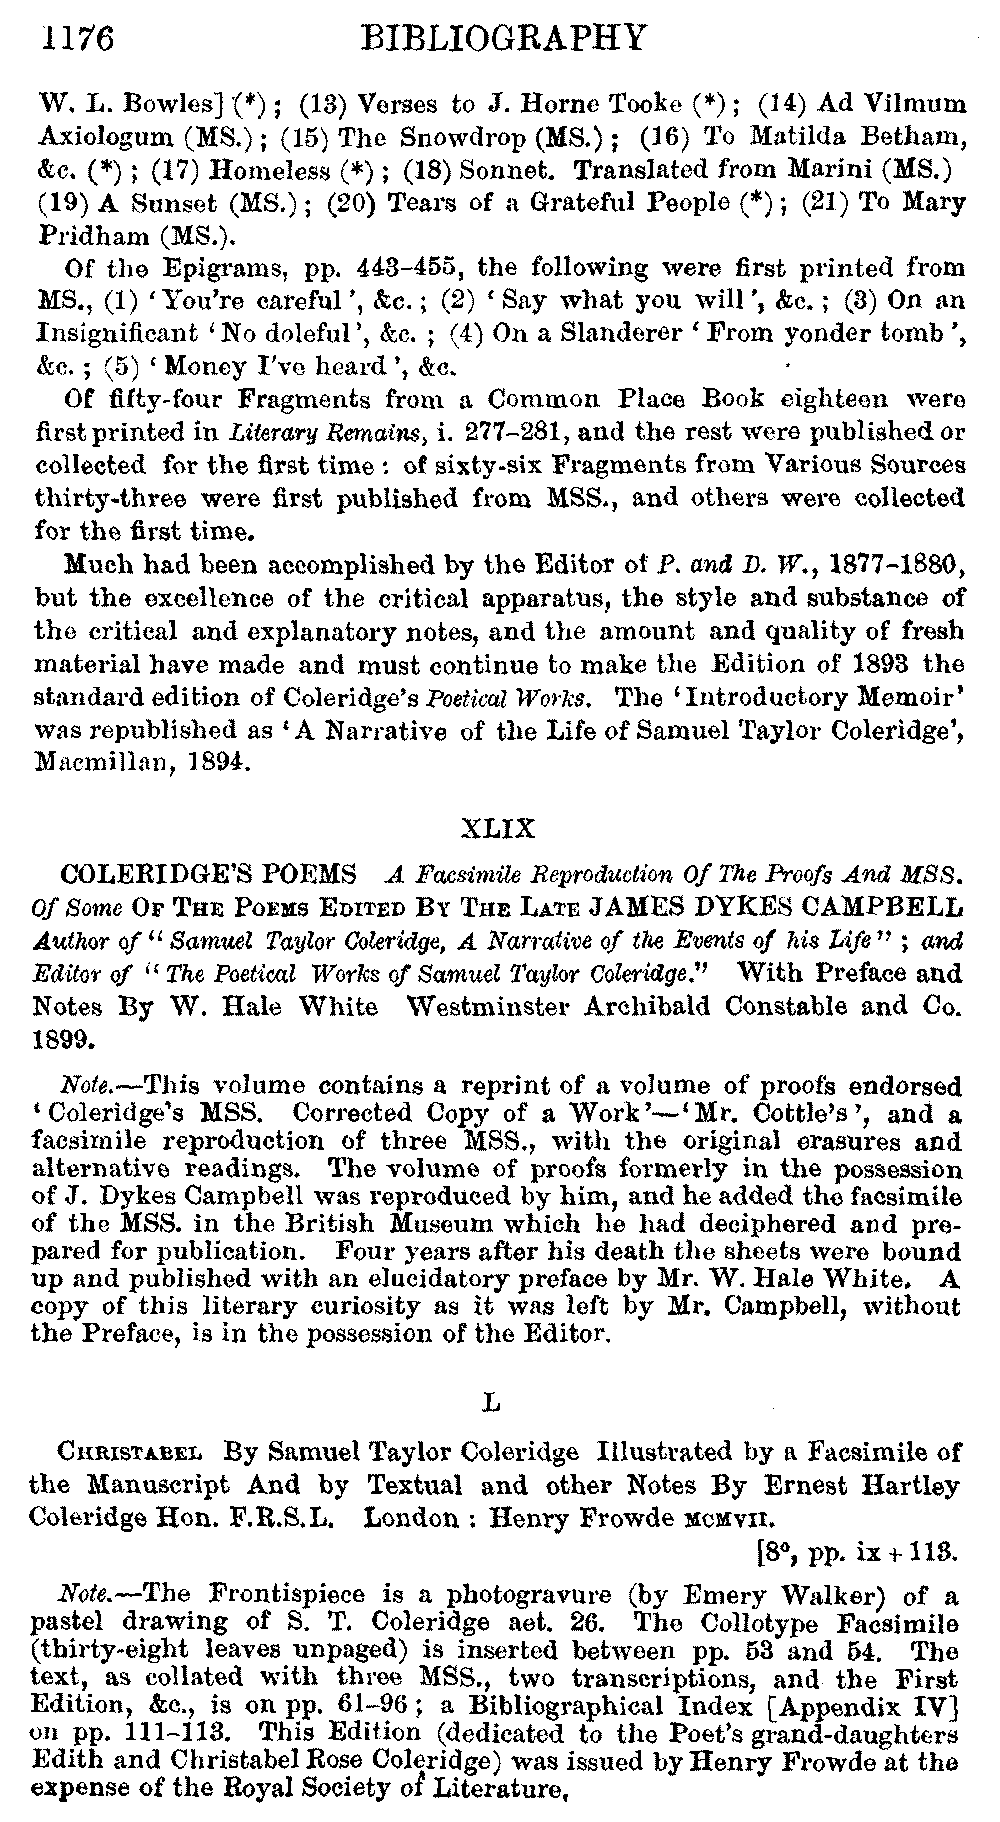 1176 BIBLIOGRAPHY
W. L. Bowles] (*); (13) Verses to J. Horne Tooke (*); (14) Ad Vilmum
Axiologum (MS.); (15) The Snowdrop (MS.); (16) To Matilda Betham,
&c. (*); (17) Homeless (*); (18) Sonnet. Translated from Marini (MS.)
(19) A Sunset (MS.); (20) Tears of a Grateful People (*); (21) To Mary
Pridham (MS.).
Of the Epigrams, pp. 443-455, the following were first printed from
MS., (1) ‘You're careful’, &c.; (2) ‘Say what you will’, &c.; (3) On an
Insignificant ‘No doleful’, &c.; (4) On a Slanderer ‘From yonder tomb’,
&c.; (5) ‘Money I've heard’, &c.
Of fifty-four Fragments from a Common Place Book eighteen were
first printed in Literary Remains, i. 277-281, and the rest were published or
collected for the first time: of sixty-six Fragments from Various Sources
thirty-three were first published from MSS., and others were collected
for the first time.
Much had been accomplished by the Editor of P. and D. W., 1877-1880,
but the excellence of the critical apparatus, the style and substance of
the critical and explanatory notes, and the amount and quality of fresh
material have made and must continue to make the Edition of 1893 the
standard edition of Coleridge's Poetical Works. The ‘Introductory Memoir’
was republished as ‘A Narrative of the Life of Samuel Taylor Coleridge’,
Macmillan, 1894.
XLIX
COLERIDGE'S POEMS A Facsimile Reproduction Of The Proofs And MSS.
Of Some OF THE POEMS EDITED BY THE LATE JAMES DYKES CAMPBELL
Author of “Samuel Taylor Coleridge, A Narrative of the Events of his Life”; and
Editor of “The Poetical Works of Samuel Taylor Coleridge.” With Preface and
Notes By W. Hale White Westminster Archibald Constable and Co.
1899.
Note.—This volume contains a reprint of a volume of proofs endorsed
‘Coleridge's MSS. Corrected Copy of a Work’—‘Mr. Cottle's’, and a
facsimile reproduction of three MSS., with the original erasures and
alternative readings. The volume of proofs formerly in the possession
of J. Dykes Campbell was reproduced by him, and he added the facsimile
of the MSS. in the British Museum which he had deciphered and pre-
pared for publication. Four years after his death the sheets were bound
up and published with an elucidatory preface by Mr. W. Hale White. A
copy of this literary curiosity as it was left by Mr. Campbell, without
the Preface, is in the possession of the Editor.
L
CHRISTABEL By Samuel Taylor Coleridge Illustrated by a Facsimile of
the Manuscript And by Textual and other Notes By Ernest Hartley
Coleridge Hon. F.R.S.L. London: Henry Frowde MCMVII.
[8°, pp. ix + 113.
Note.—The Frontispiece is a photogravure (by Emery Walker) of a
pastel drawing of S. T. Coleridge aet. 26. The Collotype Facsimile
(thirty-eight leaves unpaged) is inserted between pp. 53 and 54. The
text, as collated with three MSS., two transcriptions, and the First
Edition, &c., is on pp. 61-96; a Bibliographical Index [Appendix IV]
on pp. 111-113. This Edition (dedicated to the Poet's grand-daughters
Edith and Christabel Rose Coleridge) was issued by Henry Frowde at the
expense of the Royal Society of Literature.